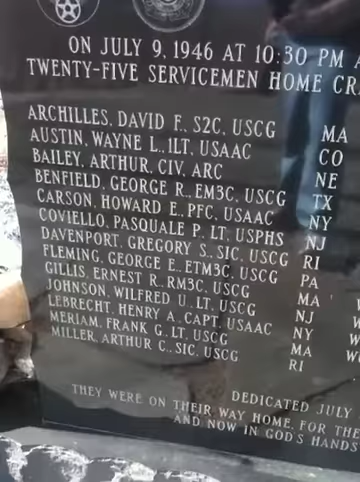 ON JULY 9, 1946 AT 10:30 PM
TWENTY-FIVE SERVICEMEN HOME
ARCHILLES, DAVID F., S2C, USCG MA
AUSTIN, WAYNE L., 1LT, USAAC CO
BAILEY, ARTHUR, CIV, ARC NE
BENFIELD, GEORGE R., EM3C, USCG TX
CARSON, HOWARD E., PFC, USAAC NY
COVIELLO, PASQUALE P. LT, USPHS NJ
DAVENPORT, GREGORY S., S1C, USCG RI
FLEMING, GEORGE E., ETM3C, USCG PA
GILLIS, ERNEST R., RM3C, USCG MA
JOHNSON, WILFRED U., LT, USCG NJ
LEBRECHT, HENRY A., CAPT, USAAC NY
MERIAM, FRANK G., LT, USCG MA
MILLER, ARTHUR C., S1C, USCG RI
DEDICATED JULY
THEY WERE ON THEIR WAY HOME, FOR THE
AND NOW IN GOD'S HANDS